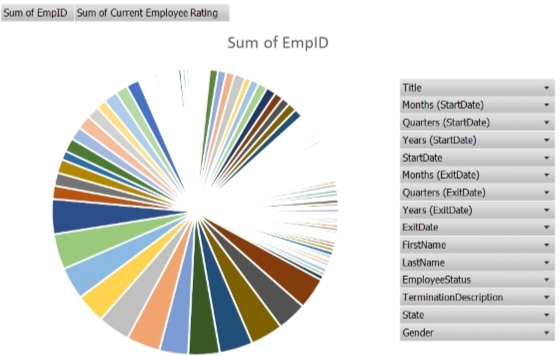 Sum of EmpID Sum of Current Employee Rating
Sum of EmpID
Title
Months (StartDate)
Quarters (StartDate)
Years (StartDate)
StartDate
Months (ExitDate)
Quarters (ExitDate)
Years (ExitDate)
ExitDate
FirstName
LastName
EmployeeStatus
TerminationDescription
State
Gender